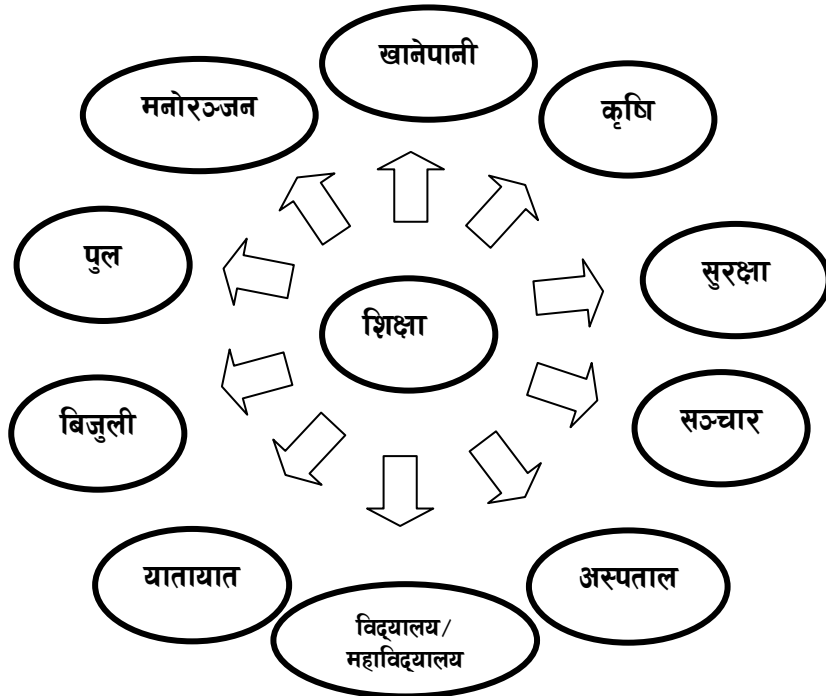 खानेपानी
मनोरञ्जन
कृषि
पुल
सुरक्षा
शिक्षा
बिजुली
सञ्चार
यातायात
अस्पताल
विद्‌यालय/
महाविद्‌यालय